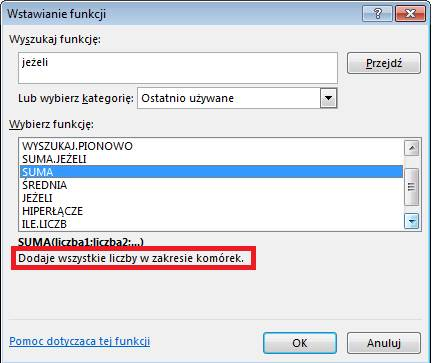 Wstawianie funkcji
Wyszukaj funkcję:
jeżeli
Przejdź
Lub wybierz kategorię: Ostatnio używane
Wybierz funkcję:
WYSZUKAJ.PIONOWO
SUMA.JEŻELI
SUMA
ŚREDNIA
JEŻELI
HIPERŁĄCZE
ILE.LICZB
SUMA(liczba1;liczba2;...)
Dodaje wszystkie liczby w zakresie komórek.
Pomoc dotycząca tej funkcji
OK
Anuluj